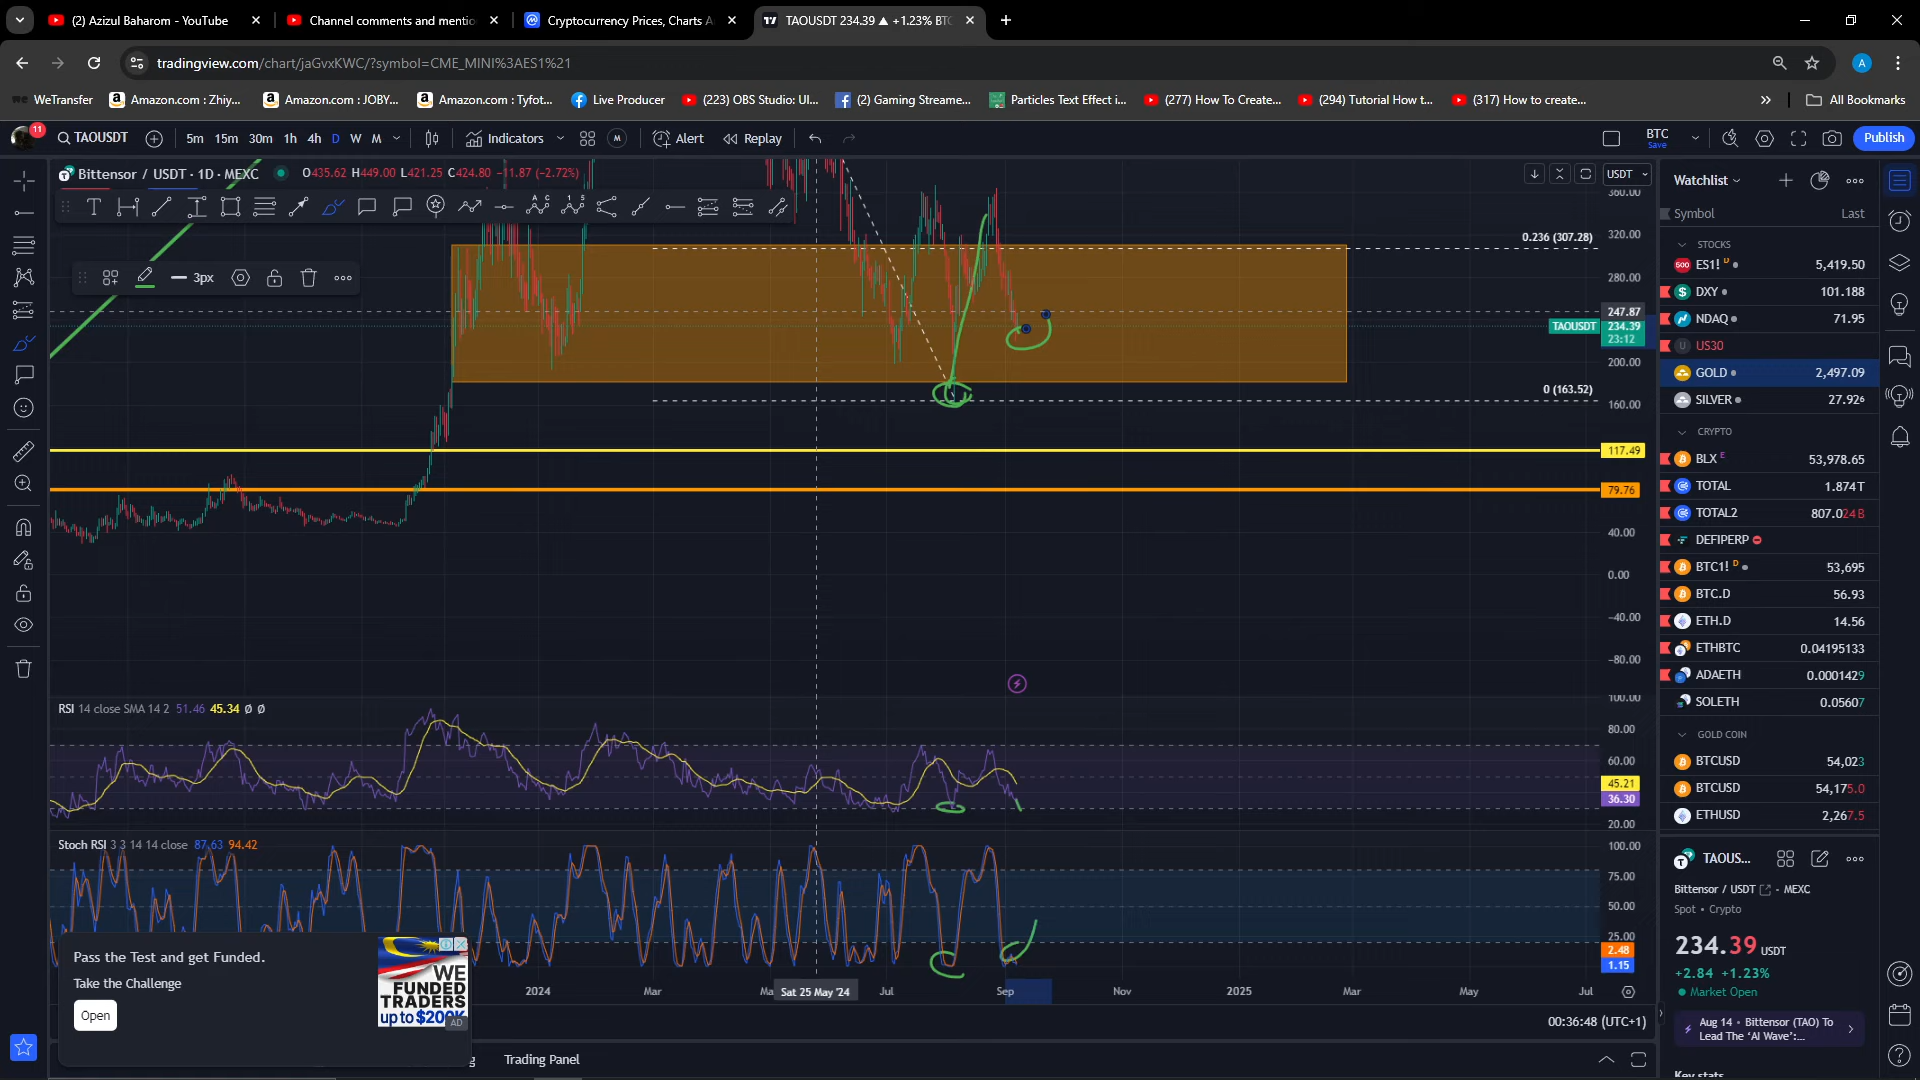 (2) Azizul Baharom - YouTube
Channel comments and mentio
Cryptocurrency Prices, Charts A
TAOUSDT 234.39 ▲ +1.23% BTC
tradingview.com/chart/jaGvxKWC/?symbol=CME_MINI%3AES1%21
A
WeTransfer
Amazon.com : Zhiy...
Amazon.com : JOBY...
Amazon.com : Tyfot...
Live Producer
(223) OBS Studio: Ul...
(2) Gaming Streame...
Particles Text Effect i...
(277) How To Create...
(294) Tutorial How t...
(317) How to create...
» All Bookmarks
11
TAOUSDT
5m 15m 30m 1h 4h D W M
Indicators
M
Alert
Replay
BTC
Save
Publish
Bittensor / USDT · 1D · MEXC
O435.62 H449.00 L421.25 C424.80 −11.87 (−2.72%)
USDT
3px
360.00
320.00
280.00
247.87
TAOUSDT 234.39
23:12
200.00
160.00
117.49
79.76
40.00
0.00
−40.00
−80.00
0.236 (307.28)
0 (163.52)
RSI 14 close SMA 14 2 51.46 45.34 Ø Ø
100.00
80.00
60.00
45.21
36.30
20.00
Stoch RSI 3 3 14 14 close 87.63 94.42
100.00
75.00
50.00
25.00
2.48
1.15
2024 Mar Ma Sat 25 May '24 Jul Sep Nov 2025 Mar May Jul
00:36:48 (UTC+1)
Trading Panel
Pass the Test and get Funded.
Take the Challenge
Open
WE
FUNDED
TRADERS
up to $200K
AD
Watchlist
Symbol Last
STOCKS
ES1! D 5,419.50
DXY 101.188
NDAQ 71.95
US30
GOLD 2,497.09
SILVER 27.926
CRYPTO
BLX E 53,978.65
TOTAL 1.874T
TOTAL2 807.024B
DEFIPERP
BTC1! D 53,695
BTC.D 56.93
ETH.D 14.56
ETHBTC 0.04195133
ADAETH 0.0001429
SOLETH 0.05607
GOLD COIN
BTCUSD 54,023
BTCUSD 54,175.0
ETHUSD 2,267.5
TAOUS...
Bittensor / USDT · MEXC
Spot • Crypto
234.39 USDT
+2.84 +1.23%
Market Open
Aug 14 • Bittensor (TAO) To
Lead The 'AI Wave':...
Key stats